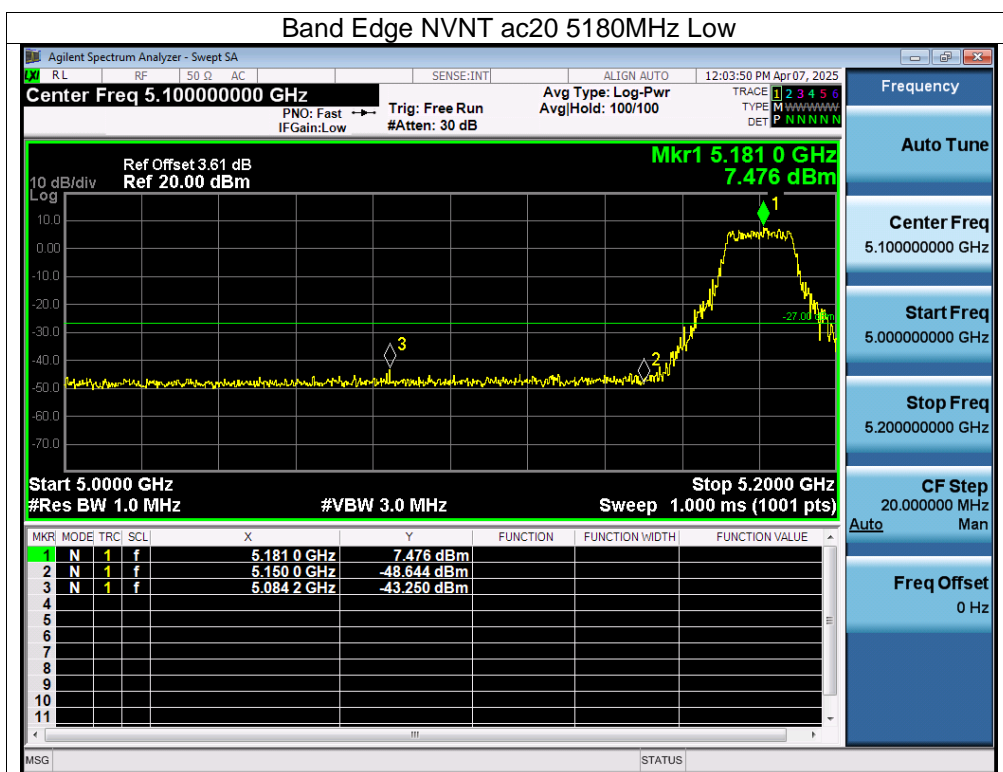 Band Edge NVNT ac20 5180MHz Low
Agilent Spectrum Analyzer - Swept SA
LXI RL RF 50 Ω AC SENSE:INT ALIGN AUTO 12:03:50 PM Apr 07, 2025
Center Freq 5.100000000 GHz
PNO: Fast
IFGain:Low
Trig: Free Run
#Atten: 30 dB
Avg Type: Log-Pwr
Avg|Hold: 100/100
TRACE 1 2 3 4 5 6
TYPE M WWWWW
DET P N N N N N
Mkr1 5.181 0 GHz
7.476 dBm
Ref Offset 3.61 dB
10 dB/div Ref 20.00 dBm
Log
10.0
0.00
-10.0
-20.0
-30.0
-40.0
-50.0
-60.0
-70.0
1
2
3
-27.00 dBm
Start 5.0000 GHz Stop 5.2000 GHz
#Res BW 1.0 MHz #VBW 3.0 MHz Sweep 1.000 ms (1001 pts)
MKR MODE TRC SCL X Y FUNCTION FUNCTION WIDTH FUNCTION VALUE
1 N 1 f 5.181 0 GHz 7.476 dBm
2 N 1 f 5.150 0 GHz -48.644 dBm
3 N 1 f 5.084 2 GHz -43.250 dBm
4
5
6
7
8
9
10
11
MSG STATUS
Frequency
Auto Tune
Center Freq
5.100000000 GHz
Start Freq
5.000000000 GHz
Stop Freq
5.200000000 GHz
CF Step
20.000000 MHz
Auto Man
Freq Offset
0 Hz